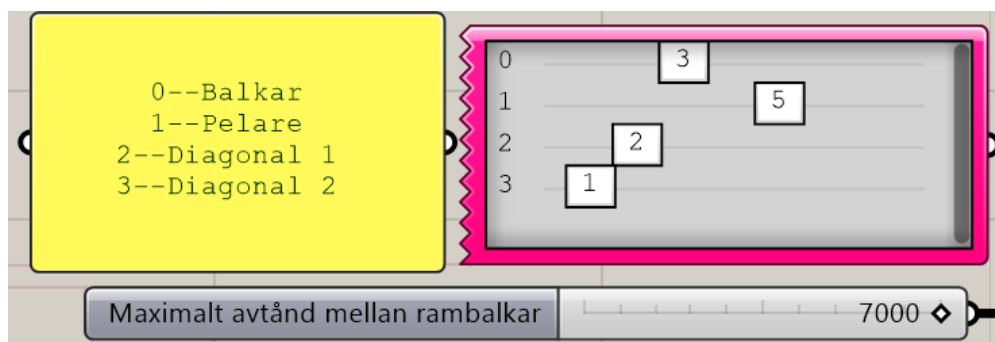 0--Balkar
1--Pelare
2--Diagonal 1
3--Diagonal 2
0 3
1 5
2 2
3 1
Maximalt avtånd mellan rambalkar 7000